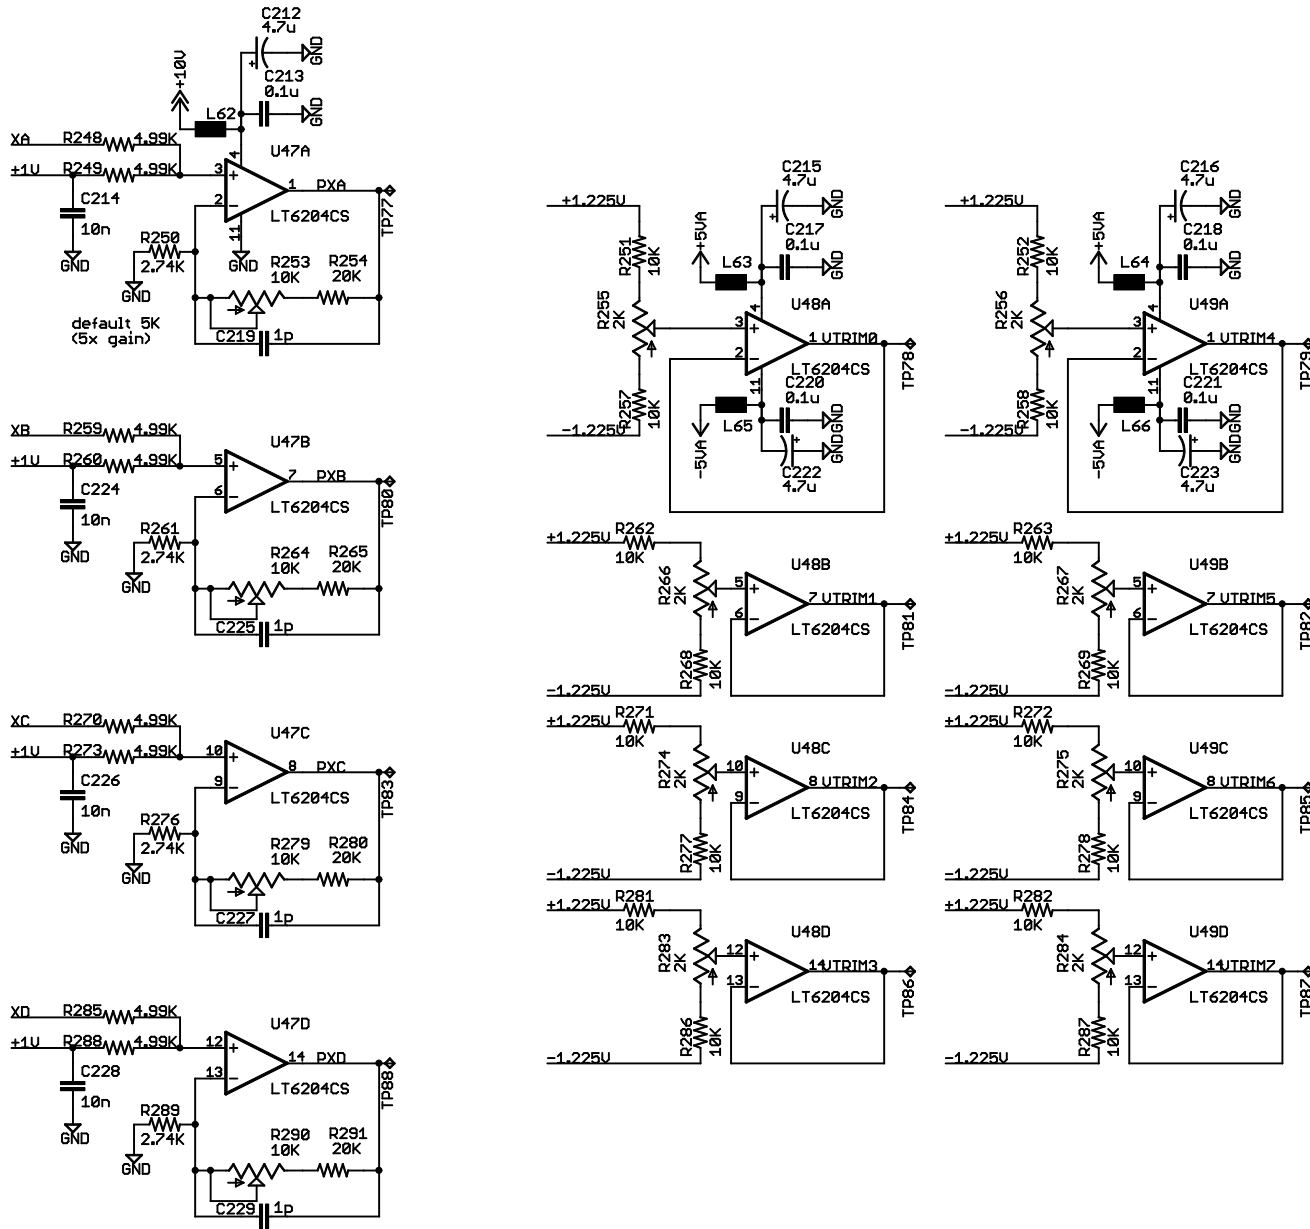 C212
4.7u
GND
+10V
C213
0.1u
GND
L62
XA R248 4.99K
U47A
+1V R249 4.99K
4
3
1 PXA
2
TP77
C214
10n
GND
LT6204CS
11
GND
R250
2.74K
GND
R253
10K
R254
20K
default 5K
(5x gain)
C219 1p
XB R259 4.99K
U47B
+1V R260 4.99K
5
7 PXB
6
TP80
C224
10n
GND
LT6204CS
R261
2.74K
GND
R264
10K
R265
20K
C225 1p
XC R270 4.99K
U47C
+1V R273 4.99K
10
8 PXC
9
TP83
C226
10n
GND
LT6204CS
R276
2.74K
GND
R279
10K
R280
20K
C227 1p
XD R285 4.99K
U47D
+1V R288 4.99K
12
14 PXD
13
TP88
C228
10n
GND
LT6204CS
R289
2.74K
GND
R290
10K
R291
20K
C229 1p
C215
4.7u
GND
+1.225V
+5VA
C217
0.1u
GND
R251
10K
L63
U48A
R255
2K
4
3
1 VTRIM0
2
TP78
LT6204CS
11
R257
10K
C220
0.1u
GND
-1.225V
L65
-5VA
GND
C222
4.7u
+1.225V R262
10K
U48B
R266
2K
5
7 VTRIM1
6
TP81
LT6204CS
R268
10K
-1.225V
+1.225V R271
10K
U48C
R274
2K
10
8 VTRIM2
9
TP84
LT6204CS
R277
10K
-1.225V
+1.225V R281
10K
U48D
R283
2K
12
14 VTRIM3
13
TP86
LT6204CS
R286
10K
-1.225V
C216
4.7u
GND
+1.225V
+5VA
C218
0.1u
GND
R252
10K
L64
U49A
R256
2K
4
3
1 VTRIM4
2
TP79
LT6204CS
11
R258
10K
C221
0.1u
GND
-1.225V
L66
-5VA
GND
C223
4.7u
+1.225V R263
10K
U49B
R267
2K
5
7 VTRIM5
6
TP82
LT6204CS
R269
10K
-1.225V
+1.225V R272
10K
U49C
R275
2K
10
8 VTRIM6
9
TP85
LT6204CS
R278
10K
-1.225V
+1.225V R282
10K
U49D
R284
2K
12
14 VTRIM7
13
TP87
LT6204CS
R287
10K
-1.225V